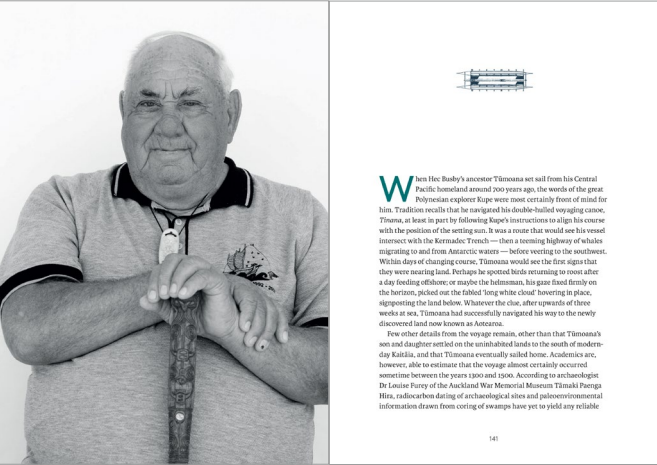 When Hec Busby's ancestor Tūmoana set sail from his Central
Pacific homeland around 700 years ago, the words of the great
Polynesian explorer Kupe were most certainly front of mind for
him. Tradition recalls that he navigated his double-hulled voyaging canoe,
Tinana, at least in part by following Kupe's instructions to align his course
with the position of the setting sun. It was a route that would see his vessel
intersect with the Kermadec Trench — then a teeming highway of whales
migrating to and from Antarctic waters — before veering to the southwest.
Within days of changing course, Tūmoana would see the first signs that
they were nearing land. Perhaps he spotted birds returning to roost after
a day feeding offshore; or maybe the helmsman, his gaze fixed firmly on
the horizon, picked out the fabled 'long white cloud' hovering in place,
signposting the land below. Whatever the clue, after upwards of three
weeks at sea, Tūmoana had successfully navigated his way to the newly
discovered land now known as Aotearoa.
Few other details from the voyage remain, other than that Tūmoana's
son and daughter settled on the uninhabited lands to the south of modern-
day Kaitāia, and that Tūmoana eventually sailed home. Academics are,
however, able to estimate that the voyage almost certainly occurred
sometime between the years 1300 and 1500. According to archaeologist
Dr Louise Furey of the Auckland War Memorial Museum Tāmaki Paenga
Hira, radiocarbon dating of archaeological sites and paleoenvironmental
information drawn from coring of swamps have yet to yield any reliable
141